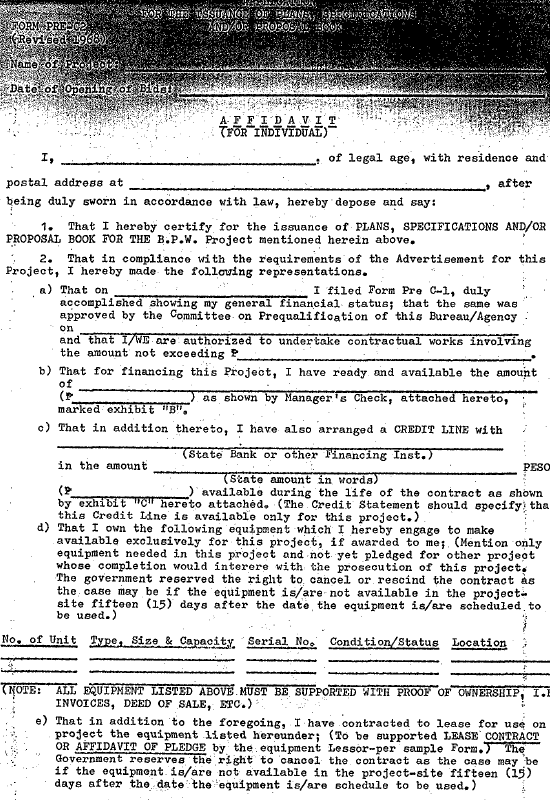 FOR THE ISSUANCE OF PLANS, SPECIFICATIONS
FORM PRE-C2 AND/OR PROPOSAL BOOK
(Revised 1968)
Name of Project:
Date of Opening of Bids:
A F F I D A V I T
(FOR INDIVIDUAL)
I, , of legal age, with residence and
postal address at , after
being duly sworn in accordance with law, hereby depose and say:
1. That I hereby certify for the issuance of PLANS, SPECIFICATIONS AND/OR
PROPOSAL BOOK FOR THE B.P.W. Project mentioned herein above.
2. That in compliance with the requirements of the Advertisement for this
Project, I hereby made the following representations.
a) That on I filed Form Pre C-1, duly
accomplished showing my general financial status; that the same was
approved by the Committee on Prequalification of this Bureau/Agency
on
and that I/WE are authorized to undertake contractual works involving
the amount not exceeding ₱ .
b) That for financing this Project, I have ready and available the amount
of
(₱ ) as shown by Manager's Check, attached hereto,
marked exhibit "B".
c) That in addition thereto, I have also arranged a CREDIT LINE with
(State Bank or other Financing Inst.)
in the amount PESO
(State amount in words)
(₱ ) available during the life of the contract as shown
by exhibit "C" hereto attached. (The Credit Statement should specify tha
this Credit Line is available only for this project.)
d) That I own the following equipment which I hereby engage to make
available exclusively for this project, if awarded to me; (Mention only
equipment needed in this project and not yet pledged for other project
whose completion would interere with the prosecution of this project.
The government reserved the right to cancel or rescind the contract as
the case may be if the equipment is/are not available in the project-
site fifteen (15) days after the date the equipment is/are scheduled to
be used.)
No. of Unit Type, Size & Capacity Serial No. Condition/Status Location
(NOTE: ALL EQUIPMENT LISTED ABOVE MUST BE SUPPORTED WITH PROOF OF OWNERSHIP, I.E
INVOICES, DEED OF SALE, ETC.)
e) That in addition to the foregoing, I have contracted to lease for use on
project the equipment listed hereunder; (To be supported LEASE CONTRACT
OR AFFIDAVIT OF PLEDGE by the equipment Lessor-per sample Form.) The
Government reserves the right to cancel the contract as the case may be
if the equipment is/are not available in the project-site fifteen (15)
days after the date the equipment is/are schedule to be used.)